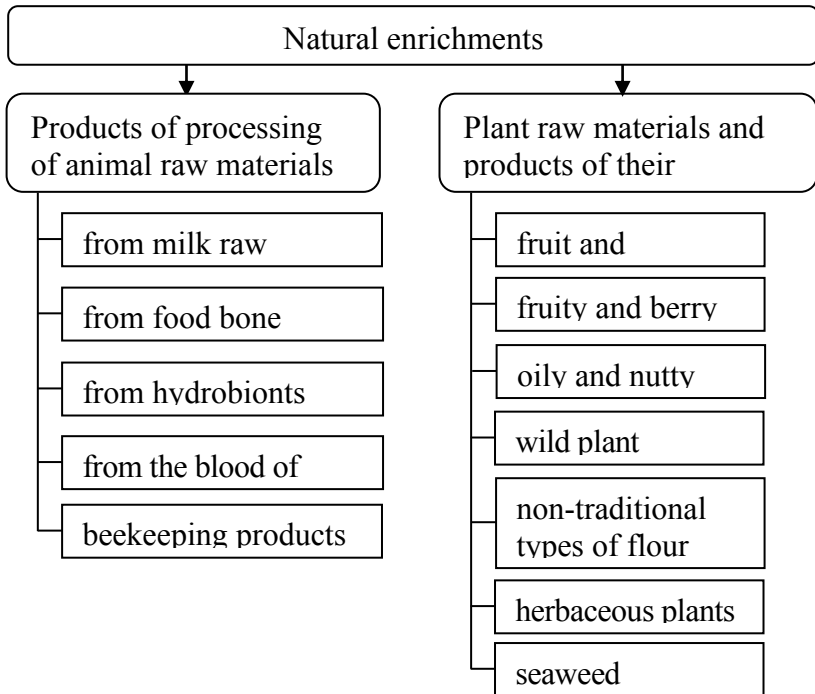 Natural enrichments
Products of processing
of animal raw materials
from milk raw
from food bone
from hydrobionts
from the blood of
beekeeping products
Plant raw materials and
products of their
fruit and
fruity and berry
oily and nutty
wild plant
non-traditional
types of flour
herbaceous plants
seaweed